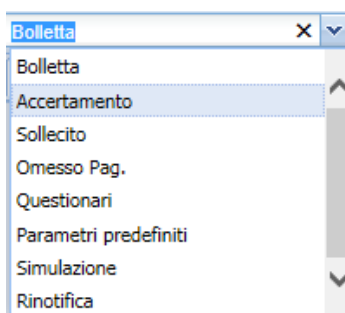 Bolletta
Bolletta
Accertamento
Sollecito
Omesso Pag.
Questionari
Parametri predefiniti
Simulazione
Rinotifica